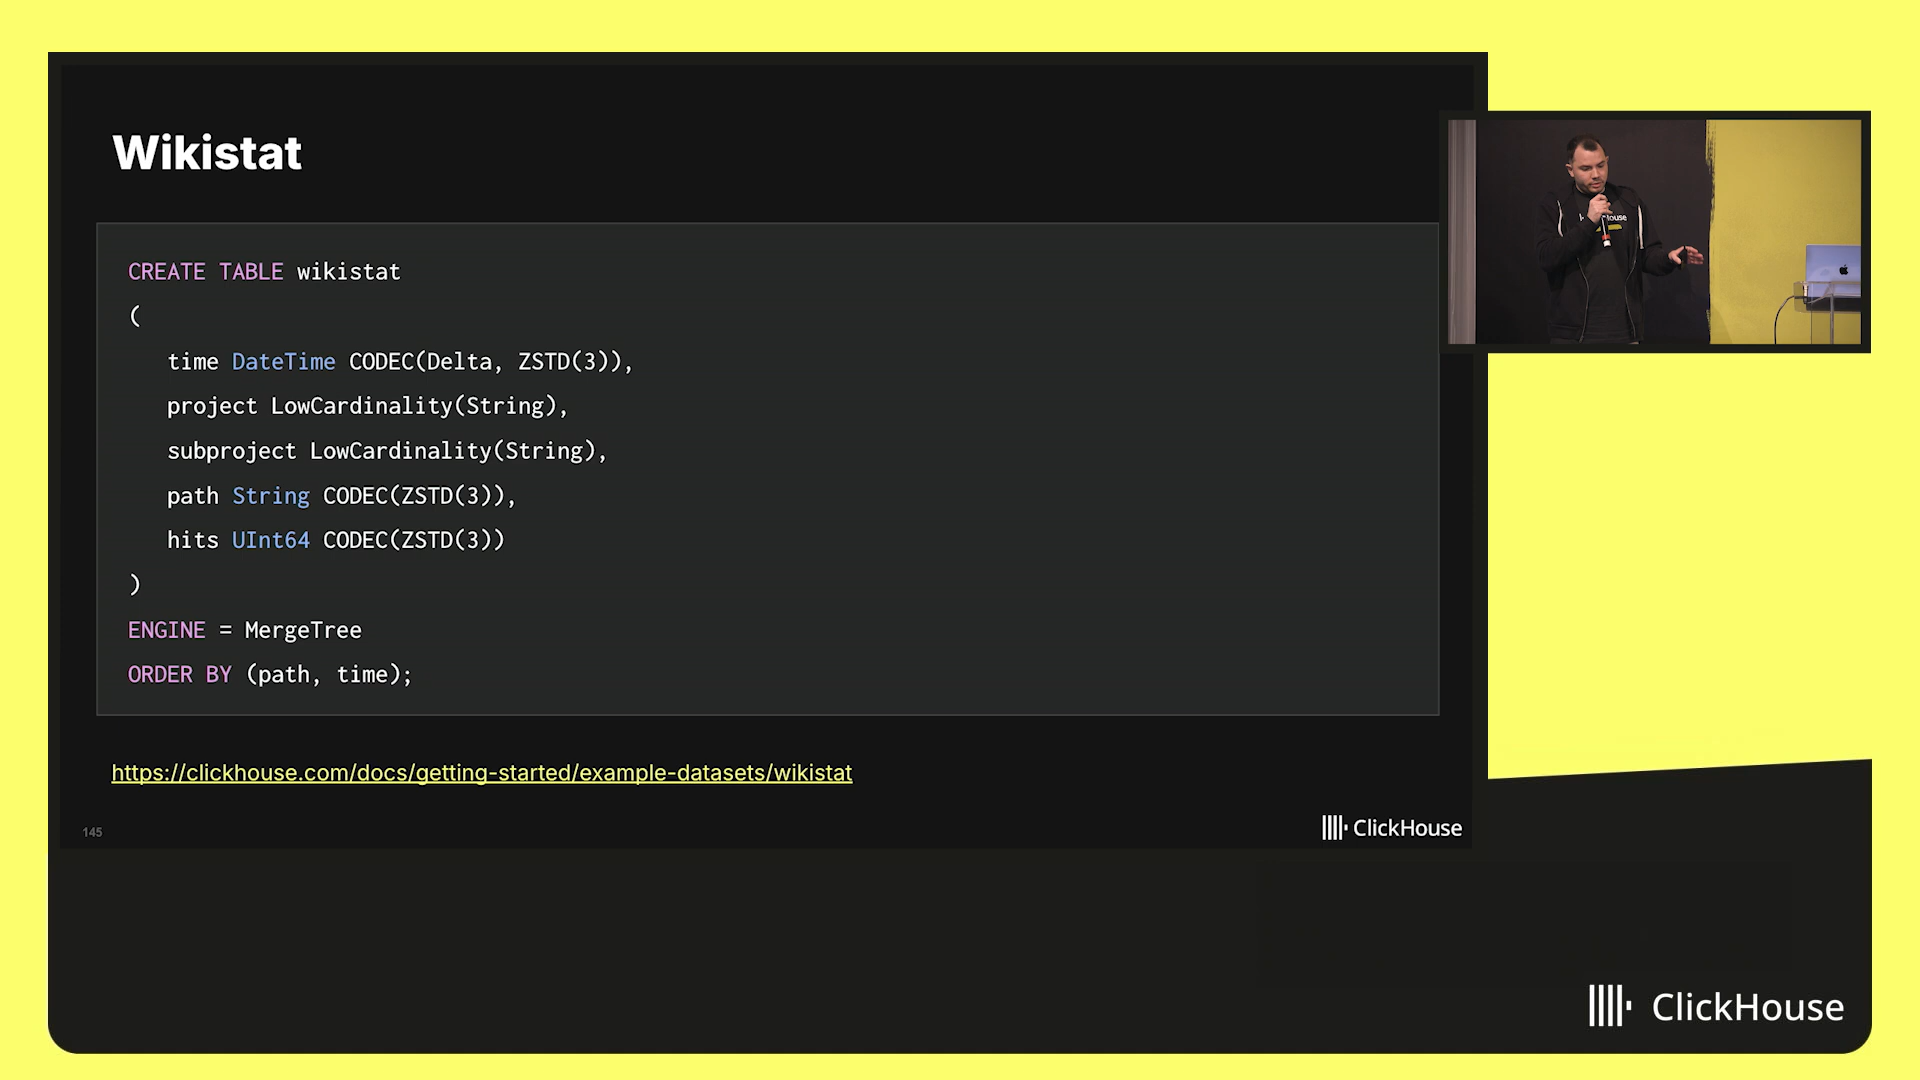 Wikistat
CREATE TABLE wikistat
(
time DateTime CODEC(Delta, ZSTD(3)),
project LowCardinality(String),
subproject LowCardinality(String),
path String CODEC(ZSTD(3)),
hits UInt64 CODEC(ZSTD(3))
)
ENGINE = MergeTree
ORDER BY (path, time);
https://clickhouse.com/docs/getting-started/example-datasets/wikistat
145
ClickHouse
ClickHouse